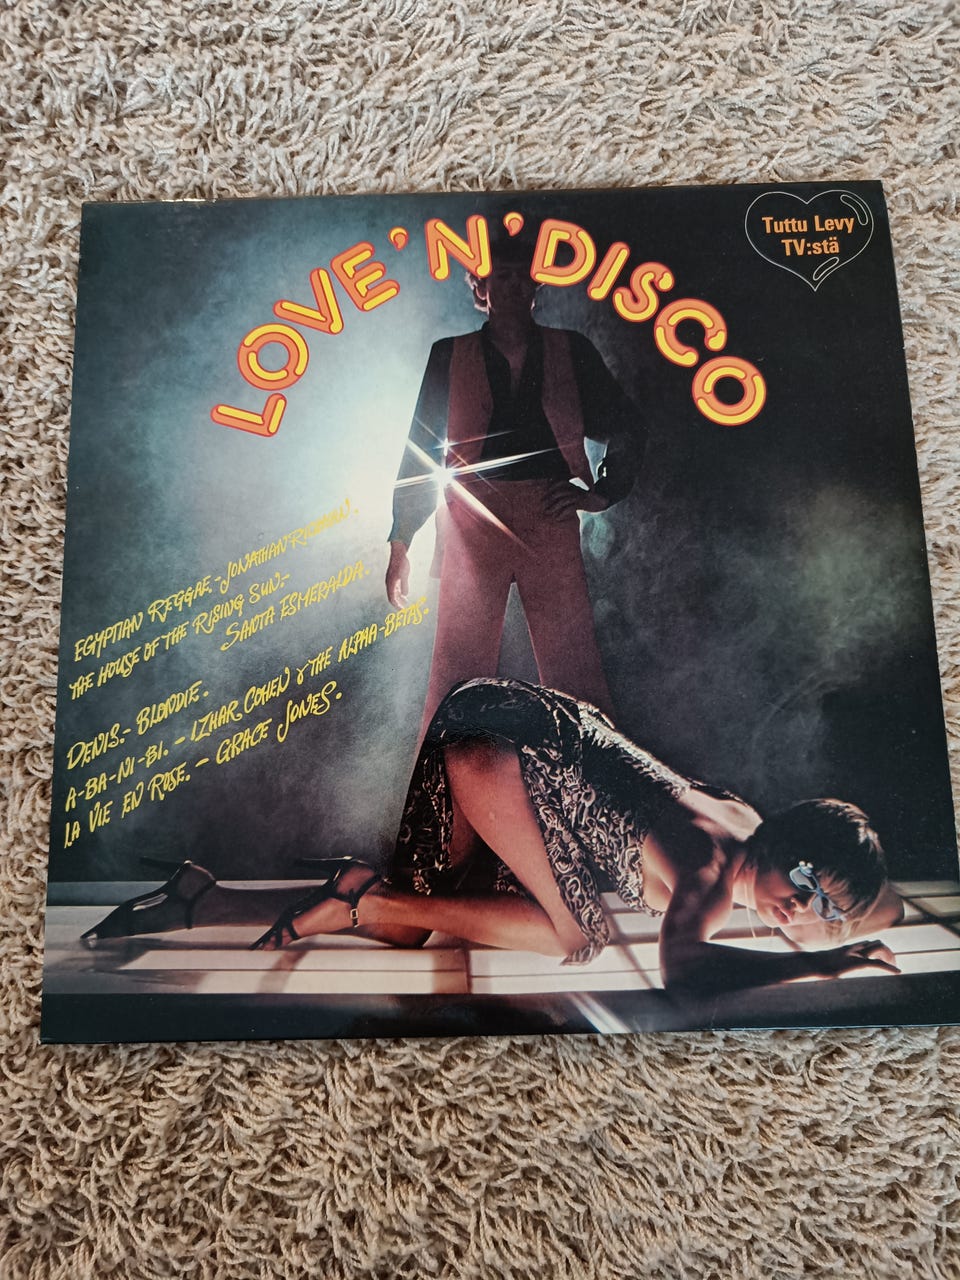 LOVE 'N' DISCO
Tuttu Levy
TV:stä
EGYPTIAN REGGAE.-JONATHAN RICHMAN.
THE HOUSE OF THE RISING SUN.-
SANTA ESMERALDA.
DENIS.- BLONDIE.
A-BA-NI-BI. - IZHAR COHEN & THE ALPHA-BETAS.
LA VIE EN ROSE. - GRACE JONES.